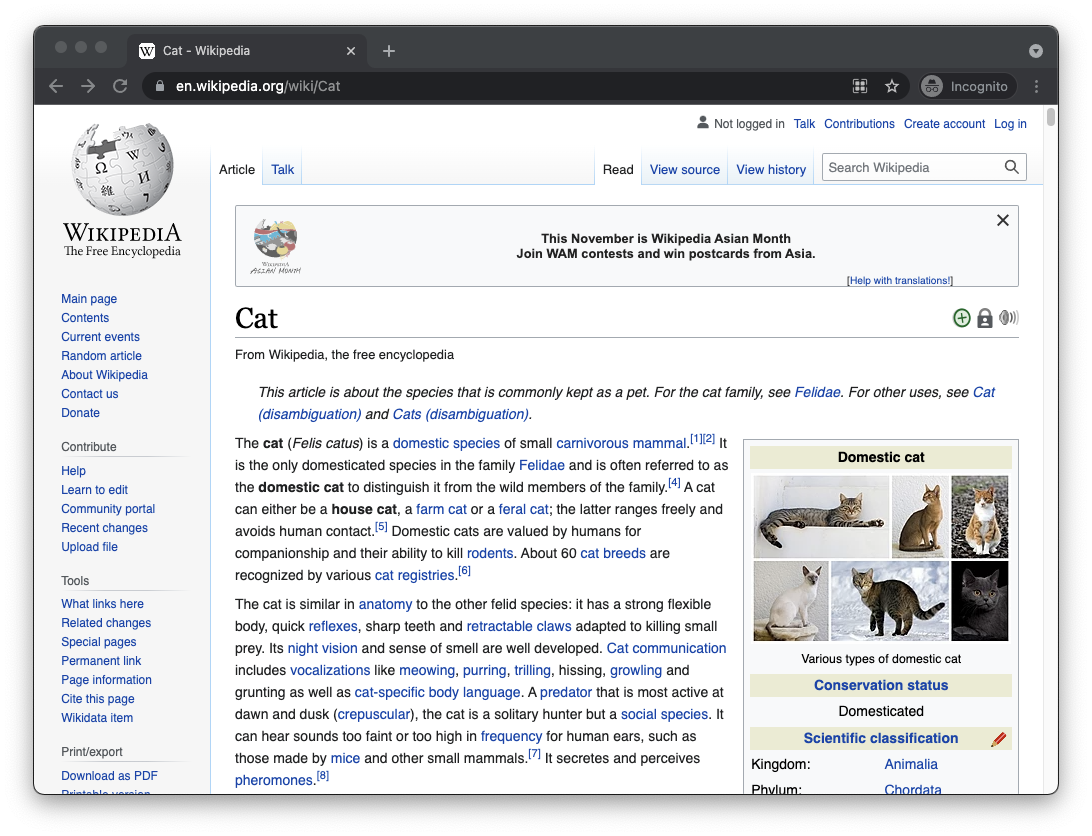 Cat - Wikipedia
en.wikipedia.org/wiki/Cat
Incognito
Not logged in Talk Contributions Create account Log in
Article Talk Read View source View history Search Wikipedia
WIKIPEDIA
The Free Encyclopedia
Main page
Contents
Current events
Random article
About Wikipedia
Contact us
Donate
Contribute
Help
Learn to edit
Community portal
Recent changes
Upload file
Tools
What links here
Related changes
Special pages
Permanent link
Page information
Cite this page
Wikidata item
Print/export
Download as PDF
Printable version
WIKIPEDIA
ASIAN MONTH
This November is Wikipedia Asian Month
Join WAM contests and win postcards from Asia.
[Help with translations!]
Cat
From Wikipedia, the free encyclopedia
This article is about the species that is commonly kept as a pet. For the cat family, see Felidae. For other uses, see Cat
(disambiguation) and Cats (disambiguation).
The cat (Felis catus) is a domestic species of small carnivorous mammal.[1][2] It
is the only domesticated species in the family Felidae and is often referred to as
the domestic cat to distinguish it from the wild members of the family.[4] A cat
can either be a house cat, a farm cat or a feral cat; the latter ranges freely and
avoids human contact.[5] Domestic cats are valued by humans for
companionship and their ability to kill rodents. About 60 cat breeds are
recognized by various cat registries.[6]
The cat is similar in anatomy to the other felid species: it has a strong flexible
body, quick reflexes, sharp teeth and retractable claws adapted to killing small
prey. Its night vision and sense of smell are well developed. Cat communication
includes vocalizations like meowing, purring, trilling, hissing, growling and
grunting as well as cat-specific body language. A predator that is most active at
dawn and dusk (crepuscular), the cat is a solitary hunter but a social species. It
can hear sounds too faint or too high in frequency for human ears, such as
those made by mice and other small mammals.[7] It secretes and perceives
pheromones.[8]
Domestic cat
Various types of domestic cat
Conservation status
Domesticated
Scientific classification
Kingdom: Animalia
Phylum: Chordata